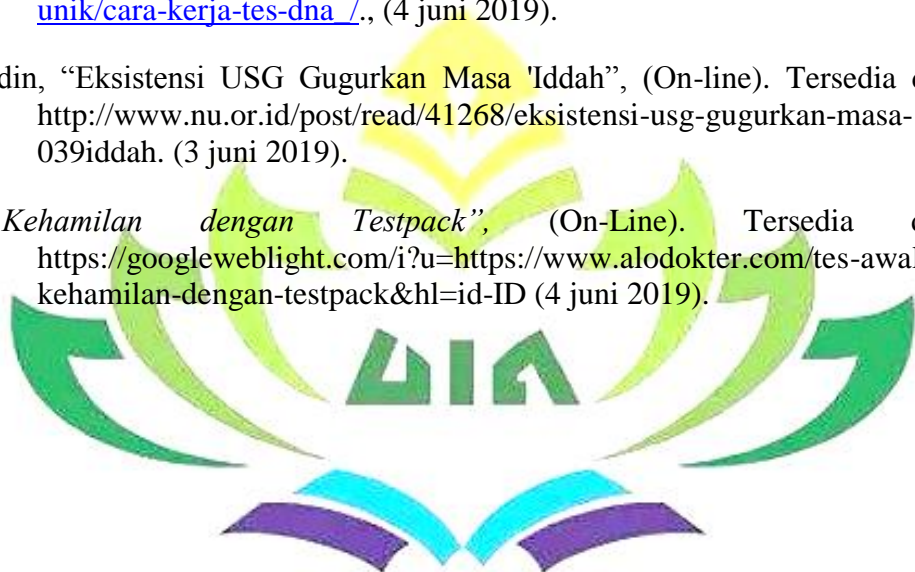 unik/cara-kerja-tes-dna_/., (4 juni 2019).
din, “Eksistensi USG Gugurkan Masa 'Iddah”, (On-line). Tersedia
http://www.nu.or.id/post/read/41268/eksistensi-usg-gugurkan-masa-
039iddah. (3 juni 2019).
Kehamilan dengan Testpack”, (On-Line). Tersedia
https://googleweblight.com/i?u=https://www.alodokter.com/tes-awal
kehamilan-dengan-testpack&hl=id-ID (4 juni 2019).
UIN